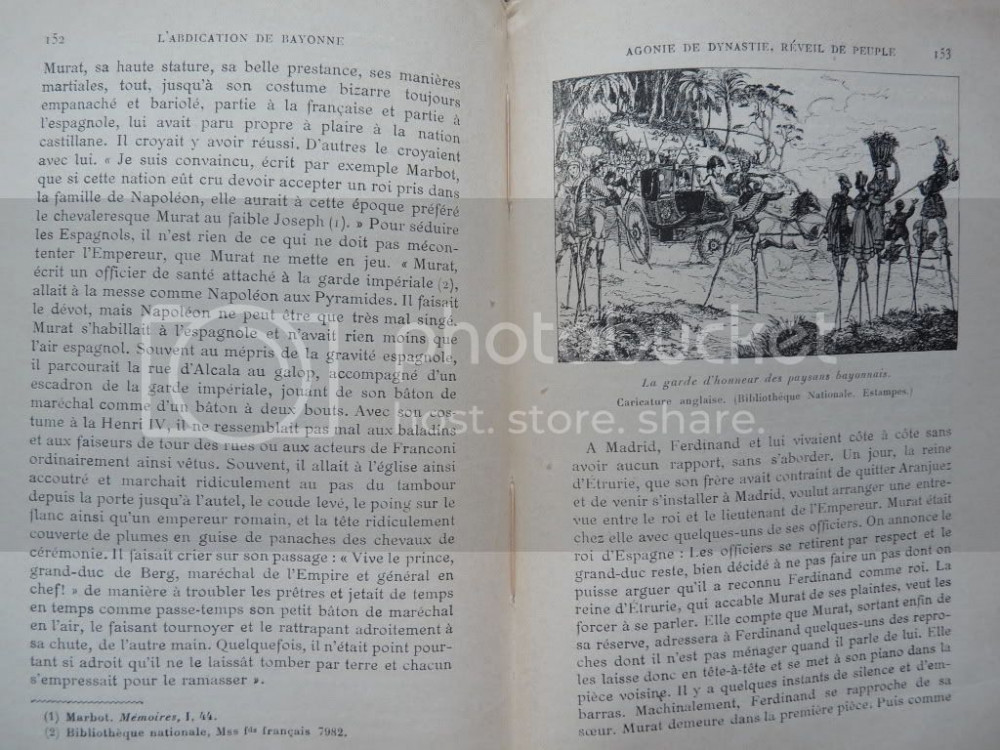 152
L'ABDICATION DE BAYONNE
Murat, sa haute stature, sa belle prestance, ses manières
martiales, tout, jusqu'à son costume bizarre toujours
empanaché et bariolé, partie à la française et partie à
l'espagnole, lui avait paru propre à plaire à la nation
castillane. Il croyait y avoir réussi. D'autres le croyaient
avec lui. « Je suis convaincu, écrit par exemple Marbot,
que si cette nation eût cru devoir accepter un roi pris dans
la famille de Napoléon, elle aurait à cette époque préféré
le chevaleresque Murat au faible Joseph (1). » Pour séduire
les Espagnols, il n'est rien de ce qui ne doit pas mécon-
tenter l'Empereur, que Murat ne mette en jeu. « Murat,
écrit un officier de santé attaché à la garde impériale (2),
allait à la messe comme Napoléon aux Pyramides. Il faisait
le dévot, mais Napoléon ne peut être que très mal singé.
Murat s'habillait à l'espagnole et n'avait rien moins que
l'air espagnol. Souvent au mépris de la gravité espagnole,
il parcourait la rue d'Alcala au galop, accompagné d'un
escadron de la garde impériale, jouant de son bâton de
maréchal comme d'un bâton à deux bouts. Avec son cos-
tume à la Henri IV, il ne ressemblait pas mal aux baladins
et aux faiseurs de tour des rues ou aux acteurs de Franconi
ordinairement ainsi vêtus. Souvent, il allait à l'église ainsi
accoutré et marchait ridiculement au pas du tambour
depuis la porte jusqu'à l'autel, le coude levé, le poing sur le
flanc ainsi qu'un empereur romain, et la tête ridiculement
couverte de plumes en guise de panaches des chevaux de
cérémonie. Il faisait crier sur son passage : « Vive le prince,
grand-duc de Berg, maréchal de l'Empire et général en
chef! » de manière à troubler les prêtres et jetait de temps
en temps comme passe-temps son petit bâton de maréchal
en l'air, le faisant tournoyer et le rattrapant adroitement à
sa chute, de l'autre main. Quelquefois, il n'était point pour-
tant si adroit qu'il ne le laissât tomber par terre et chacun
s'empressait pour le ramasser ».
(1) Marbot. Mémoires, I, 44.
(2) Bibliothèque nationale, Mss fds français 7982.
AGONIE DE DYNASTIE, RÉVEIL DE PEUPLE
153
La garde d'honneur des paysans bayonnais.
Caricature anglaise. (Bibliothèque Nationale. Estampes.)
A Madrid, Ferdinand et lui vivaient côte à côte sans
avoir aucun rapport, sans s'aborder. Un jour, la reine
d'Étrurie, que son frère avait contraint de quitter Aranjuez
et de venir s'installer à Madrid, voulut arranger une entre-
vue entre le roi et le lieutenant de l'Empereur. Murat était
chez elle avec quelques-uns de ses officiers. On annonce le
roi d'Espagne : Les officiers se retirent par respect et le
grand-duc reste, bien décidé à ne pas faire un pas dont on
puisse arguer qu'il a reconnu Ferdinand comme roi. La
reine d'Étrurie, qui accable Murat de ses plaintes, veut les
forcer à se parler. Elle compte que Murat, sortant enfin de
sa réserve, adressera à Ferdinand quelques-uns des repro-
ches dont il n'est pas ménager quand il parle de lui. Elle
les laisse donc en tête-à-tête et se met à son piano dans la
pièce voisine. Il y a quelques instants de silence et d'em-
barras. Machinalement, Ferdinand se rapproche de sa
sœur. Murat demeure dans la première pièce. Puis comme
photobucket
host. store. share.